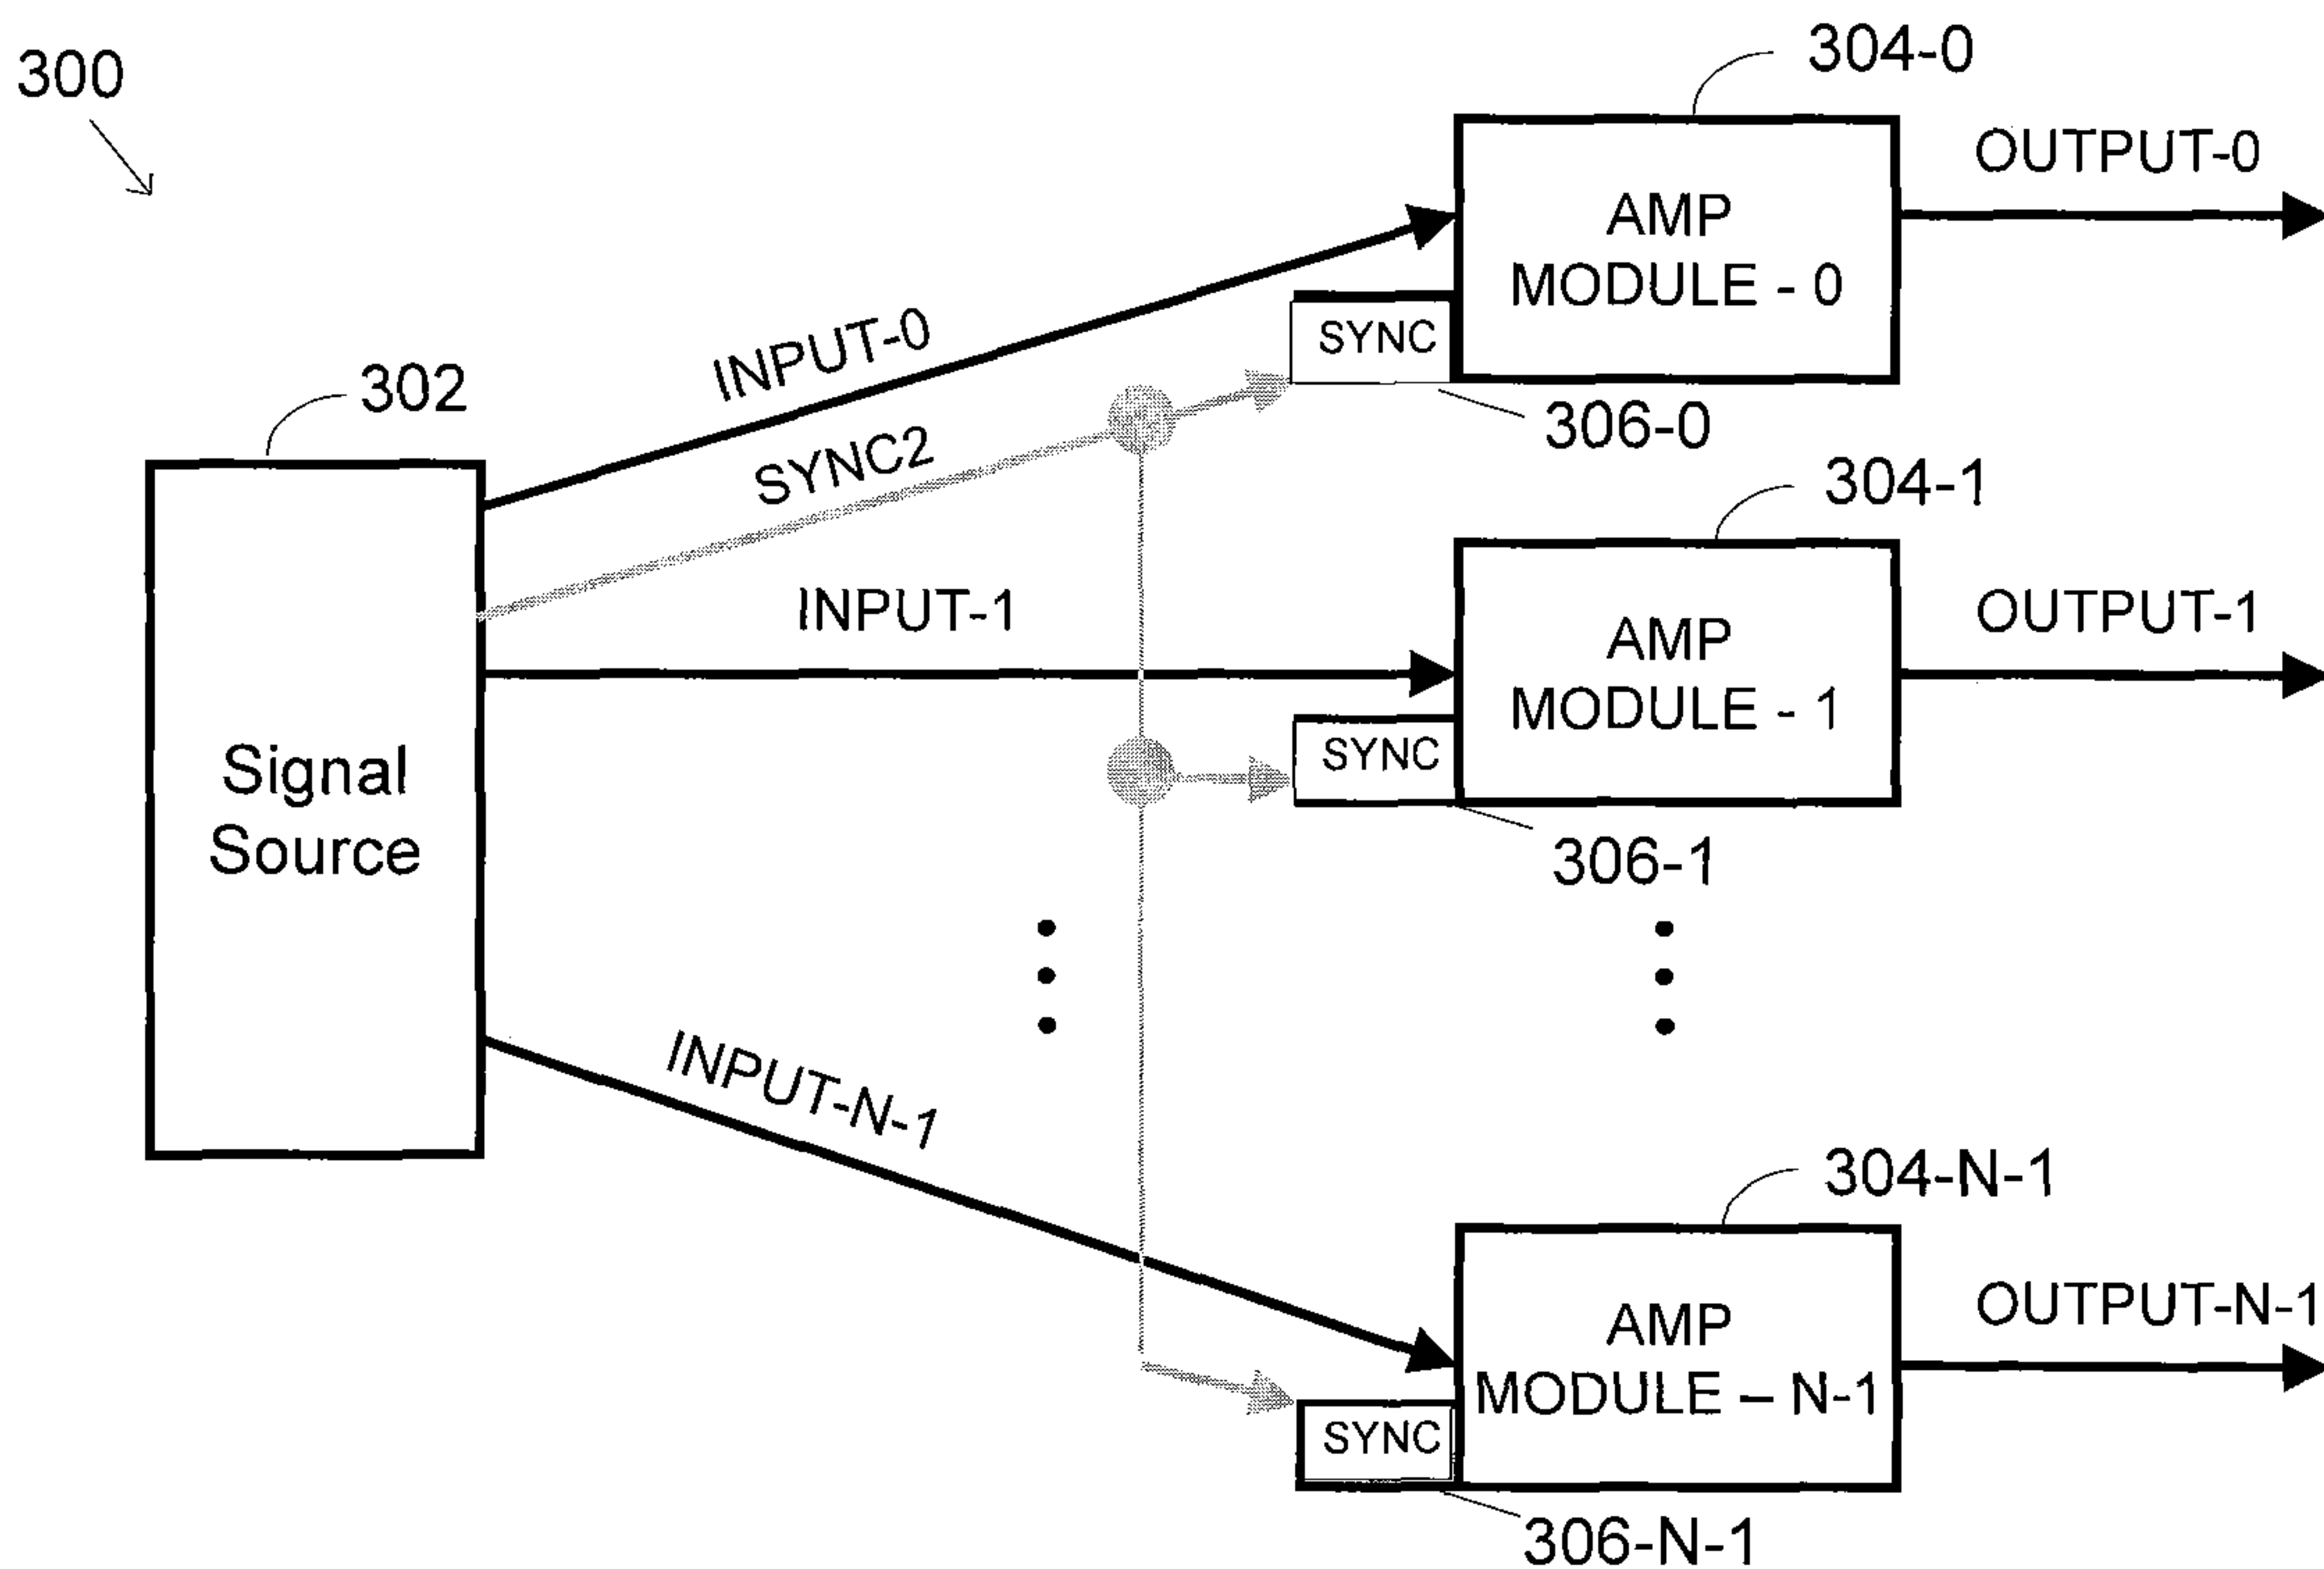 300
304-0
OUTPUT-0
AMP
MODULE - 0
INPUT-0
SYNC
302
306-0
SYNC2
304-1
INPUT-1
OUTPUT-1
AMP
MODULE - 1
SYNC
Signal
Source
306-1
INPUT-N-1
304-N-1
OUTPUT-N-1
AMP
MODULE – N-1
SYNC
306-N-1